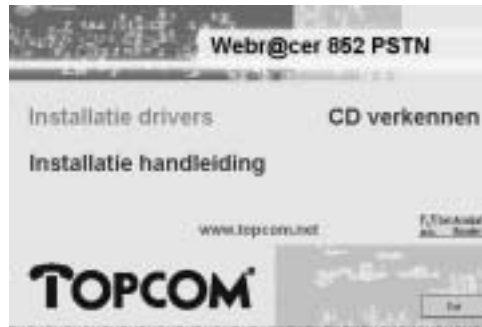 Webr@cer 852 PSTN
Installatie drivers
CD verkennen
Installatie handleiding
www.topcom.net
TOPCOM